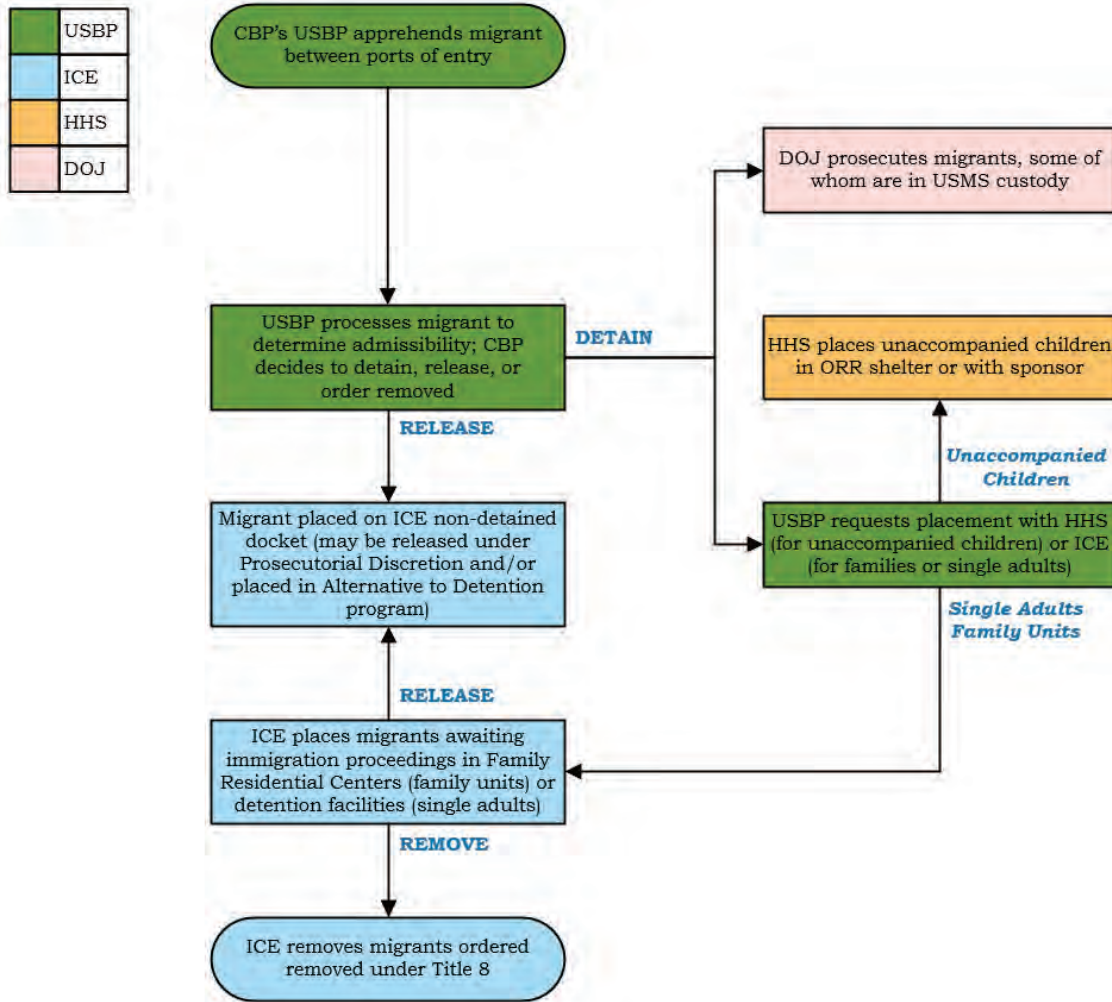 USBP
ICE
HHS
DOJ
CBP's USBP apprehends migrant
between ports of entry
DOJ prosecutes migrants, some of
whom are in USMS custody
USBP processes migrant to
determine admissibility; CBP
decides to detain, release, or
order removed
DETAIN
HHS places unaccompanied children
in ORR shelter or with sponsor
RELEASE
Unaccompanied
Children
Migrant placed on ICE non-detained
docket (may be released under
Prosecutorial Discretion and/or
placed in Alternative to Detention
program)
USBP requests placement with HHS
(for unaccompanied children) or ICE
(for families or single adults)
Single Adults
Family Units
RELEASE
ICE places migrants awaiting
immigration proceedings in Family
Residential Centers (family units) or
detention facilities (single adults)
REMOVE
ICE removes migrants ordered
removed under Title 8